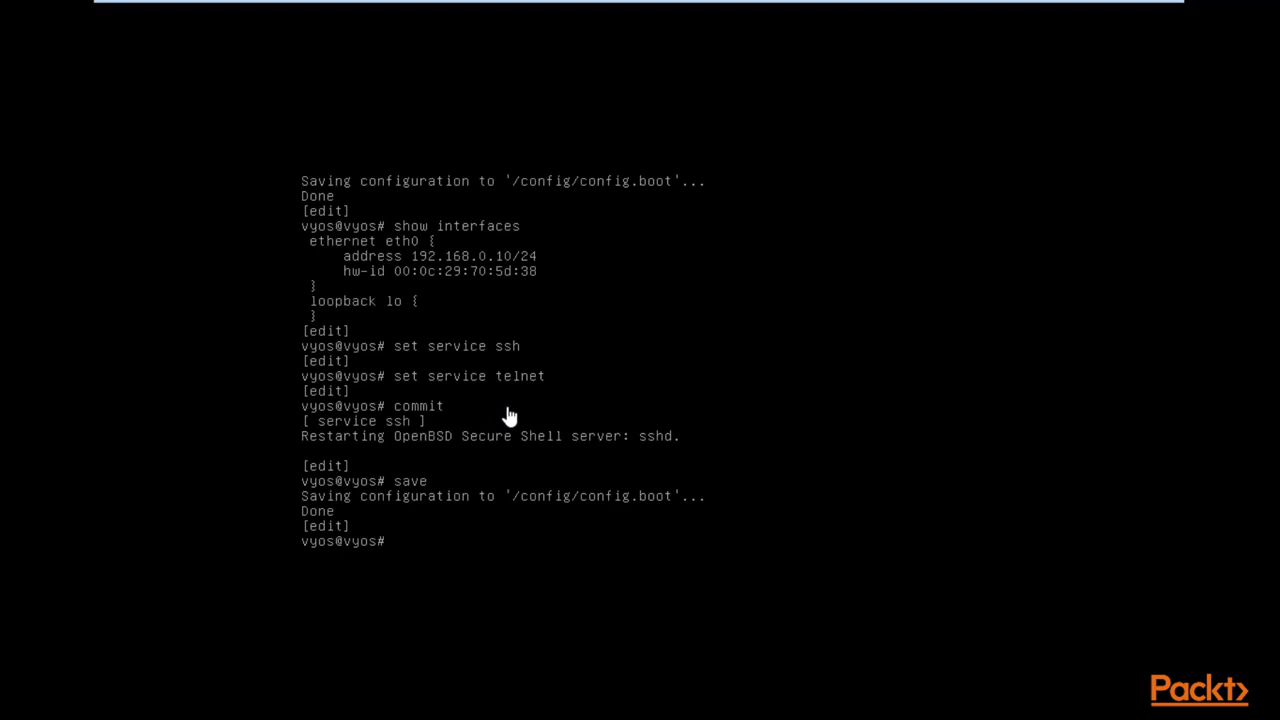 Saving configuration to '/config/config.boot'...
Done
[edit]
vyos@vyos# show interfaces
 ethernet eth0 {
     address 192.168.0.10/24
     hw-id 00:0c:29:70:5d:38
 }
 loopback lo {
 }
[edit]
vyos@vyos# set service ssh
[edit]
vyos@vyos# set service telnet
[edit]
vyos@vyos# commit
[ service ssh ]
Restarting OpenBSD Secure Shell server: sshd.

[edit]
vyos@vyos# save
Saving configuration to '/config/config.boot'...
Done
[edit]
vyos@vyos#
Packt>